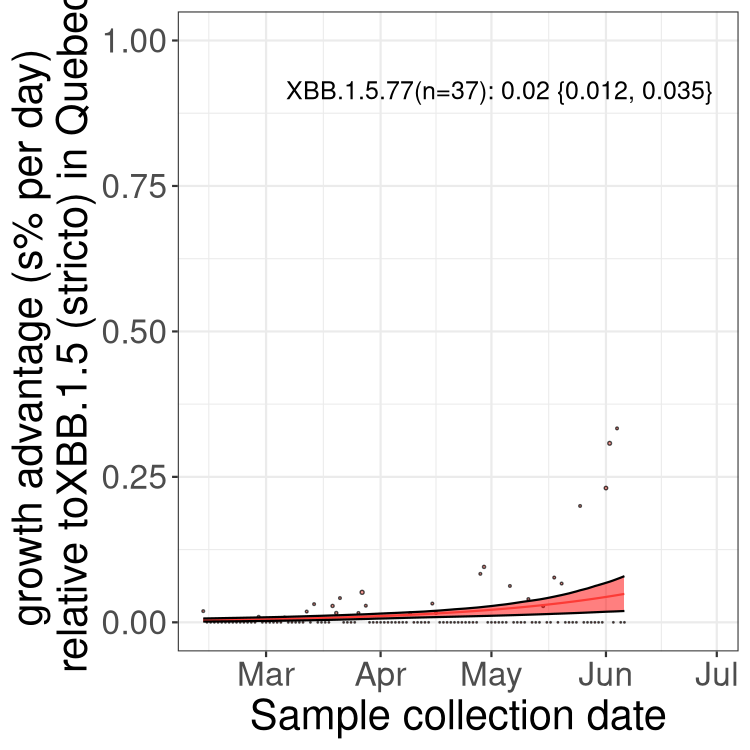 growth advantage (s% per day)
relative toXBB.1.5 (stricto) in Quebec
1.00
0.75
0.50
0.25
0.00
XBB.1.5.77(n=37): 0.02 {0.012, 0.035}
Mar Apr May Jun Jul
Sample collection date